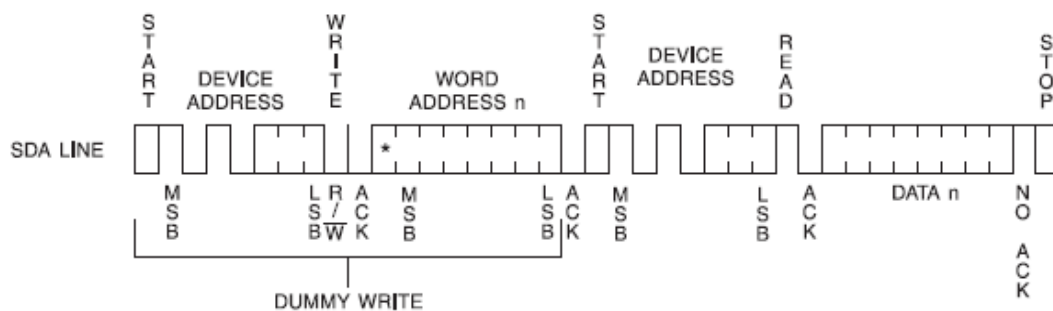 START
WRITE
START
READ
STOP
DEVICE
ADDRESS
WORD
ADDRESS n
DEVICE
ADDRESS
SDA LINE
*
MSB
LSB
R/W
ACK
MSB
LSB
ACK
MSB
LSB
ACK
DATA n
NO ACK
DUMMY WRITE